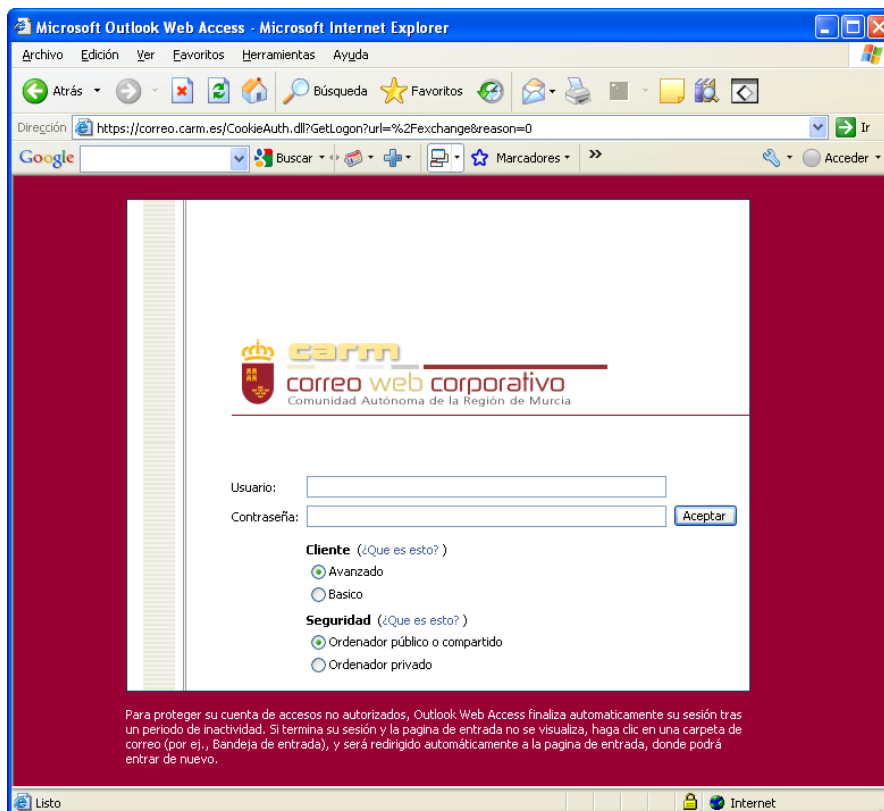 Microsoft Outlook Web Access - Microsoft Internet Explorer
Archivo Edición Ver Favoritos Herramientas Ayuda
Atrás Búsqueda Favoritos
Dirección https://correo.carm.es/CookieAuth.dll?GetLogon?url=%2Fexchange&reason=0 Ir
Google Buscar Marcadores » Acceder
carm
correo web corporativo
Comunidad Autónoma de la Región de Murcia
Usuario:
Contraseña: Aceptar
Cliente (¿Que es esto? )
Avanzado
Basico
Seguridad (¿Que es esto? )
Ordenador público o compartido
Ordenador privado
Para proteger su cuenta de accesos no autorizados, Outlook Web Access finaliza automaticamente su sesión tras
un periodo de inactividad. Si termina su sesión y la pagina de entrada no se visualiza, haga clic en una carpeta de
correo (por ej., Bandeja de entrada), y será redirigido automáticamente a la pagina de entrada, donde podrá
entrar de nuevo.
Listo Internet